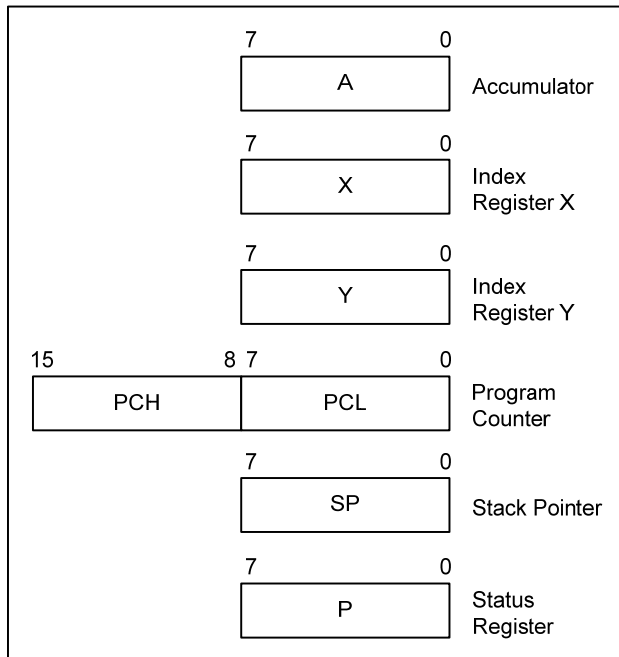 7 0
A Accumulator
7 0
X Index
Register X
7 0
Y Index
Register Y
15 8 7 0
PCH PCL Program
Counter
7 0
SP Stack Pointer
7 0
P Status
Register